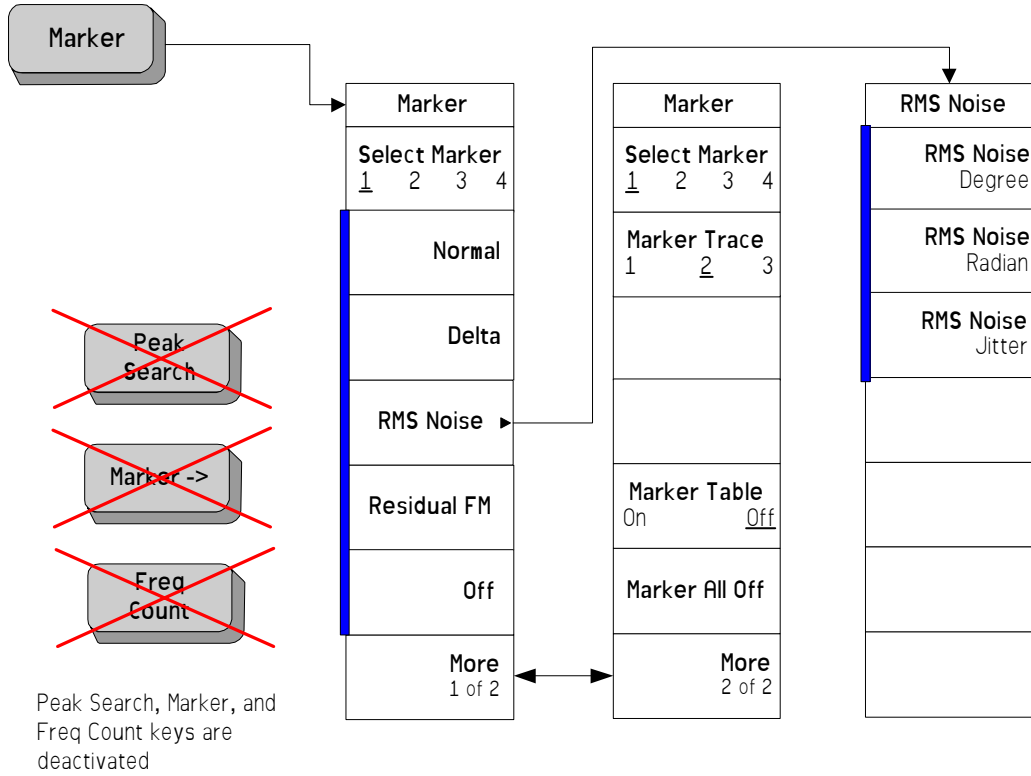 Marker
Marker
Select Marker
1 2 3 4
Normal
Delta
RMS Noise
Residual FM
Off
More
1 of 2
Marker
Select Marker
1 2 3 4
Marker Trace
1 2 3
Marker Table
On Off
Marker All Off
More
2 of 2
RMS Noise
RMS Noise
Degree
RMS Noise
Radian
RMS Noise
Jitter
Peak
Search
Marker ->
Freq
Count
Peak Search, Marker, and
Freq Count keys are
deactivated